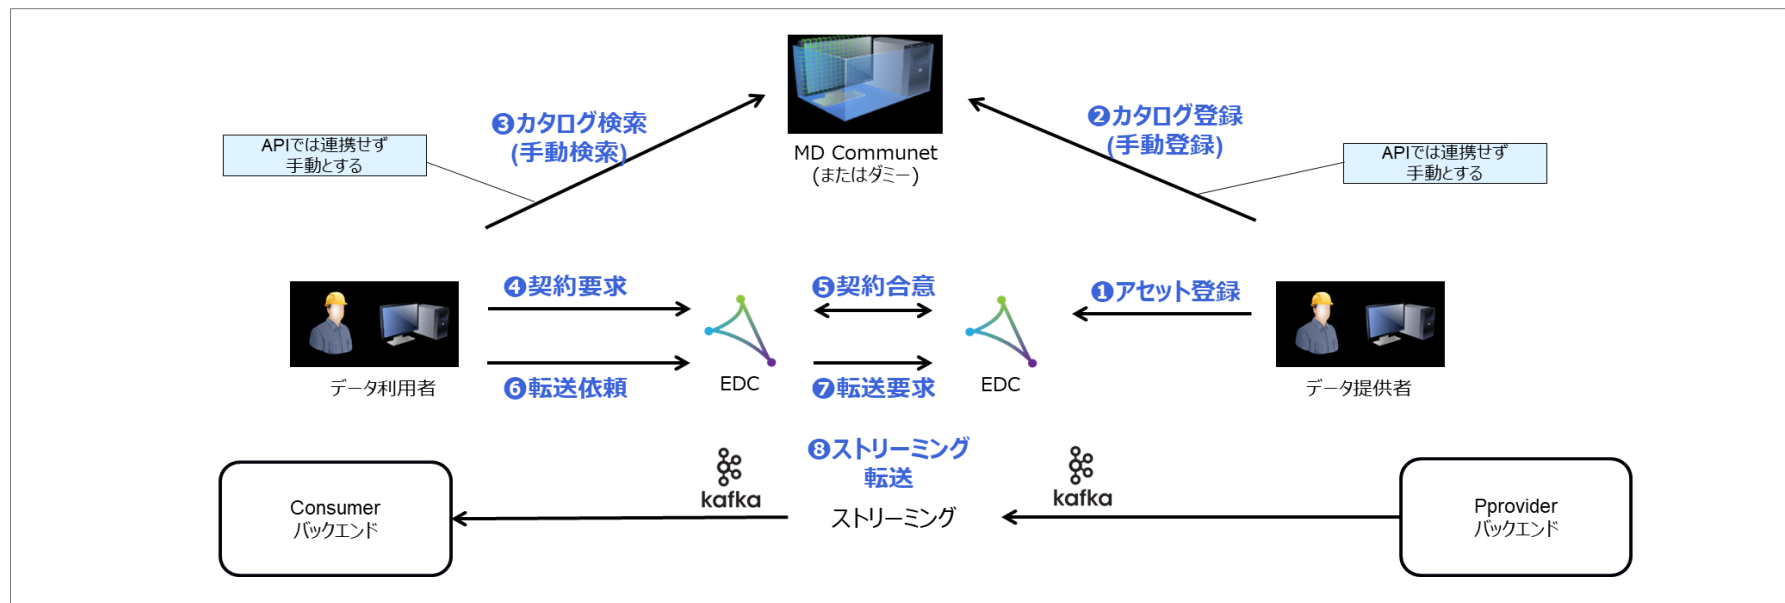 ❸カタログ検索
(手動検索)
❷カタログ登録
(手動登録)
APIでは連携せず
手動とする
MD Communet
(またはダミー)
APIでは連携せず
手動とする
❹契約要求
❺契約合意
❶アセット登録
データ利用者
❻転送依頼
EDC
❼転送要求
EDC
データ提供者
❽ストリーミング
転送
kafka
kafka
Consumer
バックエンド
ストリーミング
Pprovider
バックエンド